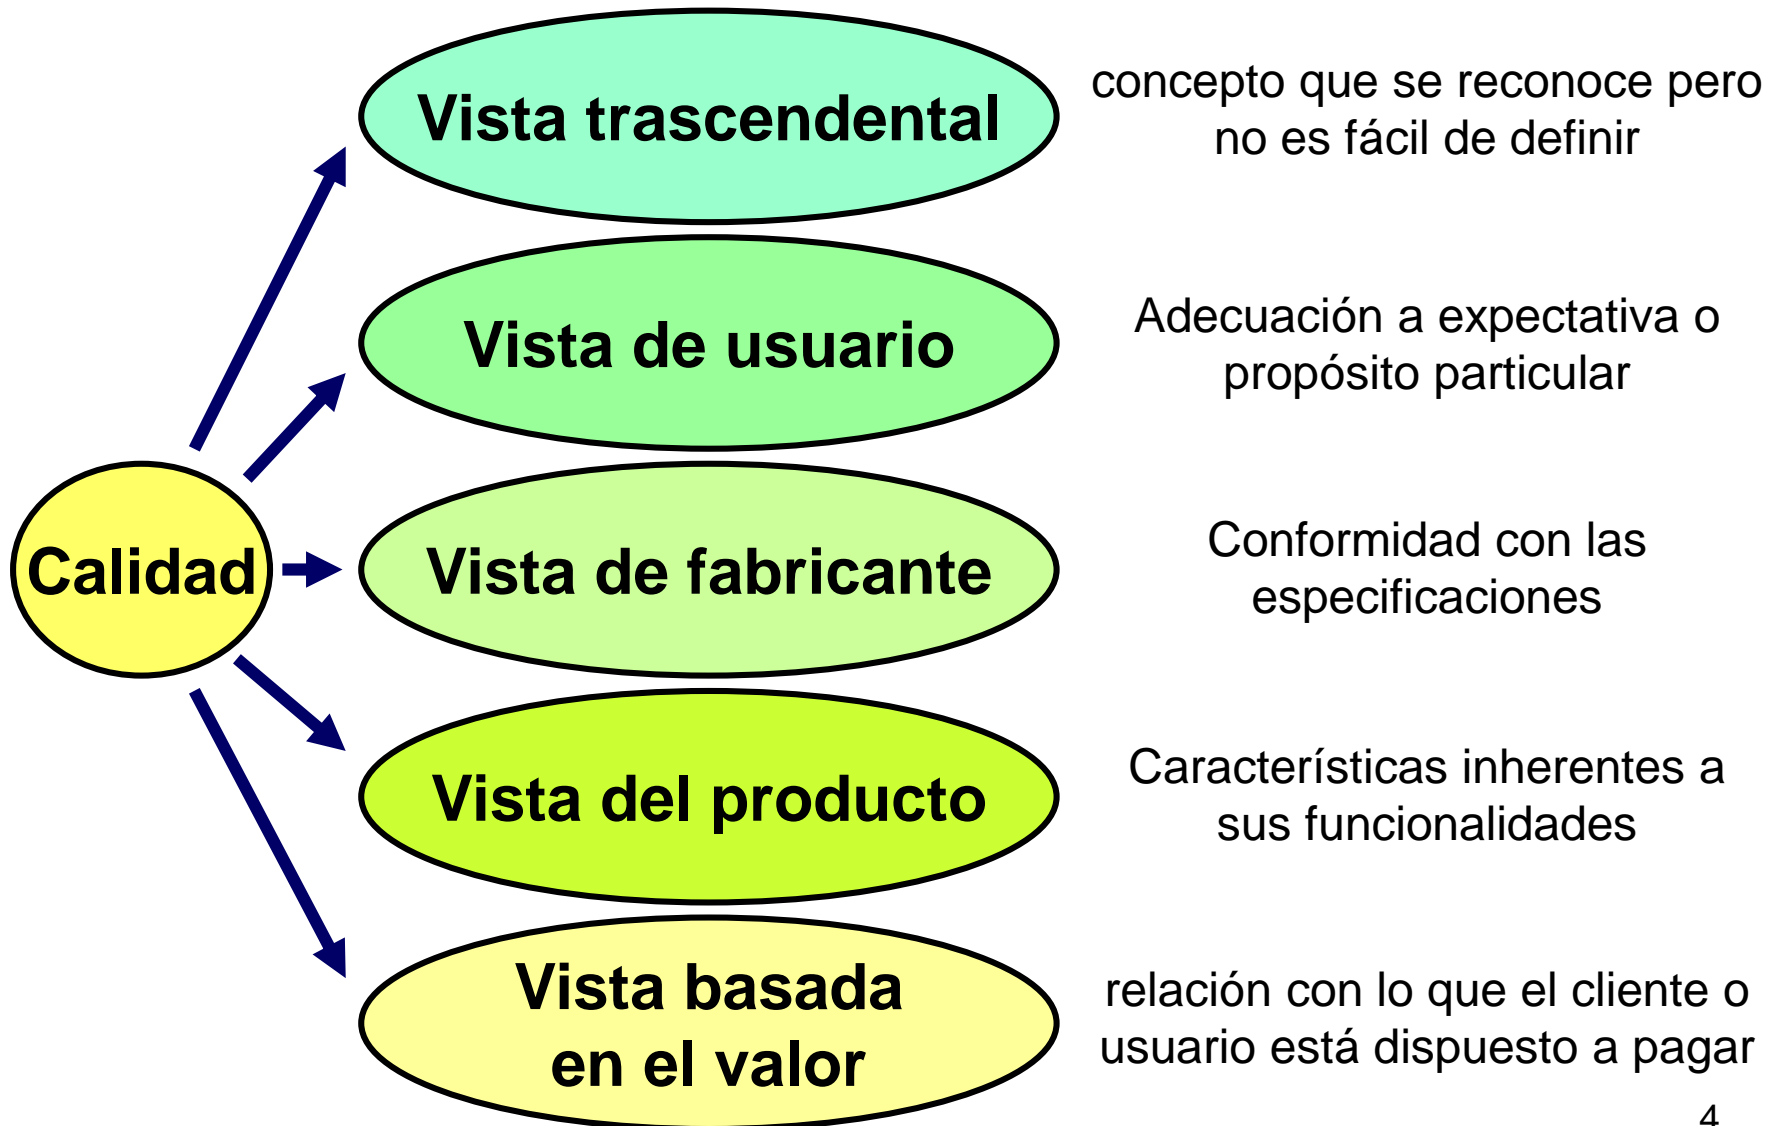 Vista trascendental
concepto que se reconoce pero
no es fácil de definir
Vista de usuario
Adecuación a expectativa o
propósito particular
Calidad
Vista de fabricante
Conformidad con las
especificaciones
Vista del producto
Características inherentes a
sus funcionalidades
Vista basada
en el valor
relación con lo que el cliente o
usuario está dispuesto a pagar
4